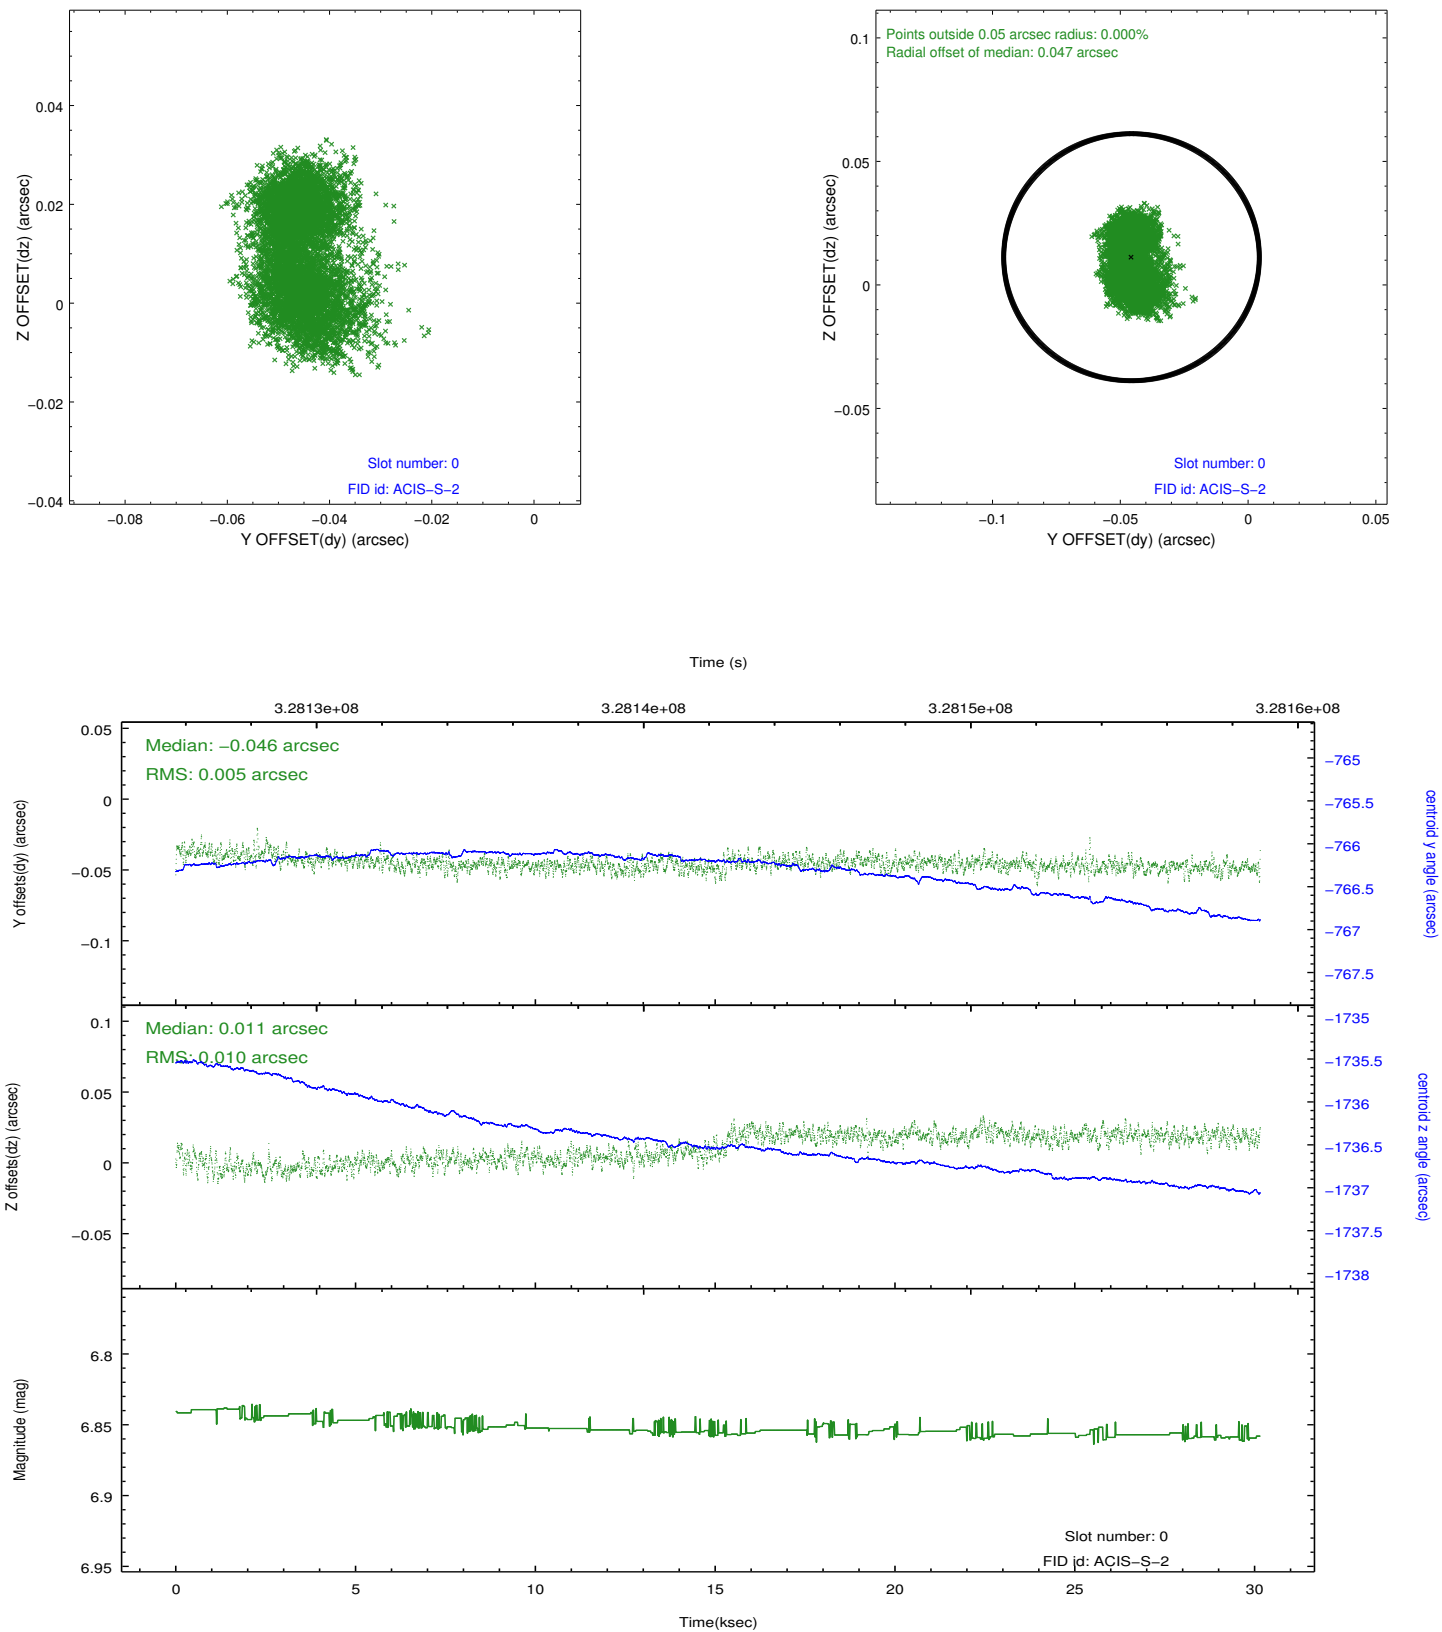 0.04
0.02
0
−0.02
−0.04
−0.08
−0.06
−0.04
−0.02
0
Z OFFSET(dz) (arcsec)
Y OFFSET(dy) (arcsec)
Slot number: 0
FID id: ACIS−S−2
Points outside 0.05 arcsec radius: 0.000%
Radial offset of median: 0.047 arcsec
0.1
0.05
0
−0.05
−0.1
−0.05
0
0.05
Z OFFSET(dz) (arcsec)
Y OFFSET(dy) (arcsec)
Slot number: 0
FID id: ACIS−S−2
Time (s)
3.2813e+08
3.2814e+08
3.2815e+08
3.2816e+08
0.05
0
−0.05
−0.1
Y offsets(dy) (arcsec)
Median: −0.046 arcsec
RMS: 0.005 arcsec
−765
−765.5
−766
−766.5
−767
−767.5
centroid y angle (arcsec)
0.1
0.05
0
−0.05
Z offsets(dz) (arcsec)
Median: 0.011 arcsec
RMS: 0.010 arcsec
−1735
−1735.5
−1736
−1736.5
−1737
−1737.5
−1738
centroid z angle (arcsec)
6.8
6.85
6.9
6.95
Magnitude (mag)
Slot number: 0
FID id: ACIS−S−2
0
5
10
15
20
25
30
Time(ksec)